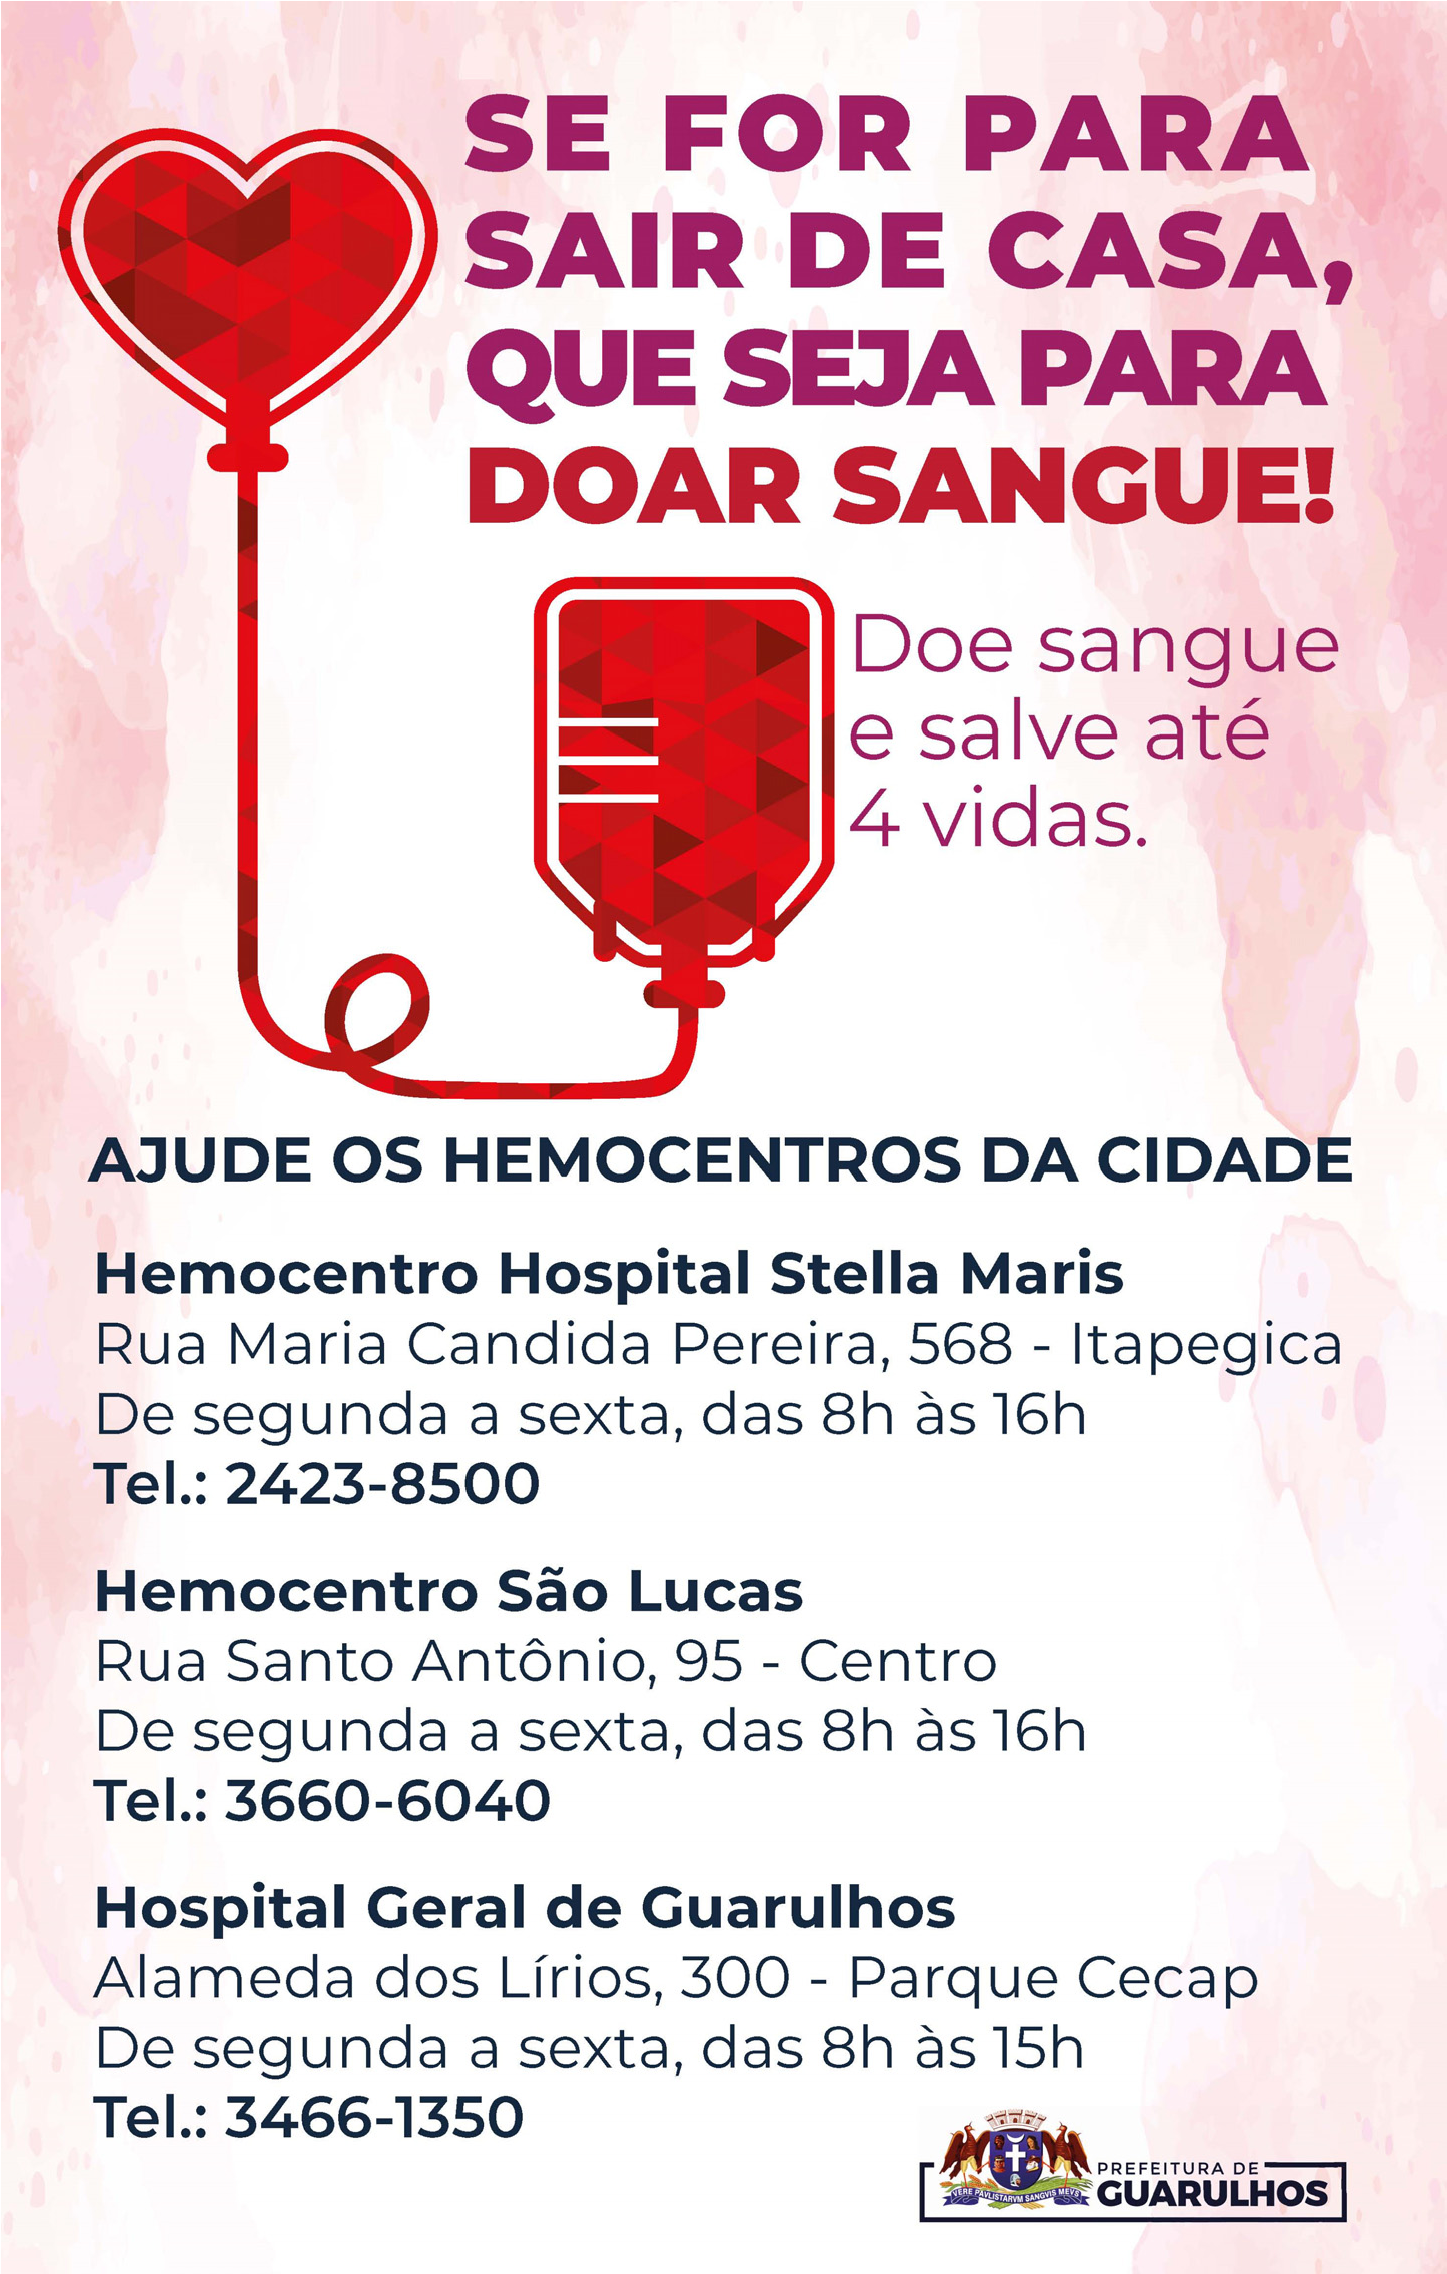 SE FOR PARA
SAIR DE CASA,
QUE SEJA PARA
DOAR SANGUE!
Doe sangue
e salve até
4 vidas.
AJUDE OS HEMOCENTROS DA CIDADE
Hemocentro Hospital Stella Maris
Rua Maria Candida Pereira, 568 - Itapegica
De segunda a sexta, das 8h às 16h
Tel.: 2423-8500
Hemocentro São Lucas
Rua Santo Antônio, 95 - Centro
De segunda a sexta, das 8h às 16h
Tel.: 3660-6040
Hospital Geral de Guarulhos
Alameda dos Lírios, 300 - Parque Cecap
De segunda a sexta, das 8h às 15h
Tel.: 3466-1350
VERE PAVLISTARVM SANGVIS MEVS
PREFEITURA DE
GUARULHOS